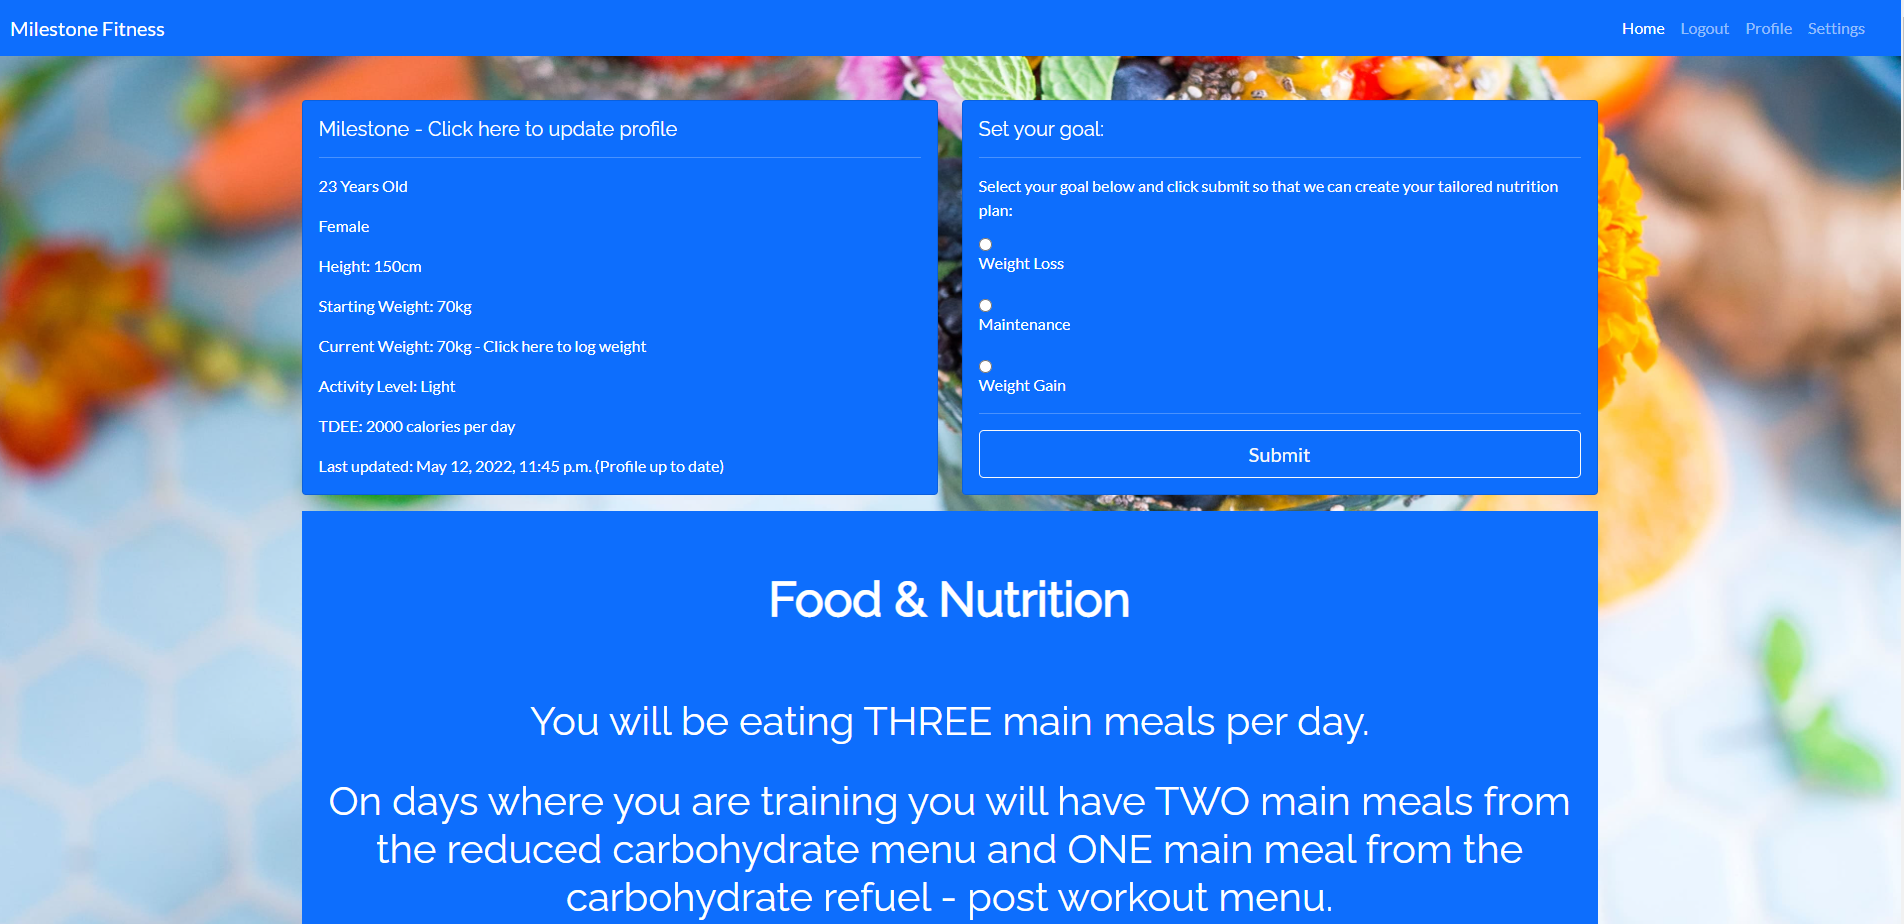 Milestone Fitness
Home Logout Profile Settings
Milestone - Click here to update profile
23 Years Old
Female
Height: 150cm
Starting Weight: 70kg
Current Weight: 70kg - Click here to log weight
Activity Level: Light
TDEE: 2000 calories per day
Last updated: May 12, 2022, 11:45 p.m. (Profile up to date)
Set your goal:
Select your goal below and click submit so that we can create your tailored nutrition
plan:
Weight Loss
Maintenance
Weight Gain
Submit
Food & Nutrition
You will be eating THREE main meals per day.
On days where you are training you will have TWO main meals from
the reduced carbohydrate menu and ONE main meal from the
carbohydrate refuel - post workout menu.